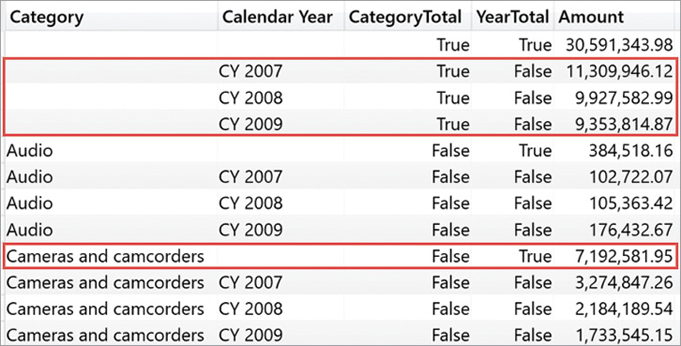 Category Calendar Year CategoryTotal YearTotal Amount
True True 30,591,343.98
CY 2007 True False 11,309,946.12
CY 2008 True False 9,927,582.99
CY 2009 True False 9,353,814.87
Audio False True 384,518.16
Audio CY 2007 False False 102,722.07
Audio CY 2008 False False 105,363.42
Audio CY 2009 False False 176,432.67
Cameras and camcorders False True 7,192,581.95
Cameras and camcorders CY 2007 False False 3,274,847.26
Cameras and camcorders CY 2008 False False 2,184,189.54
Cameras and camcorders CY 2009 False False 1,733,545.15